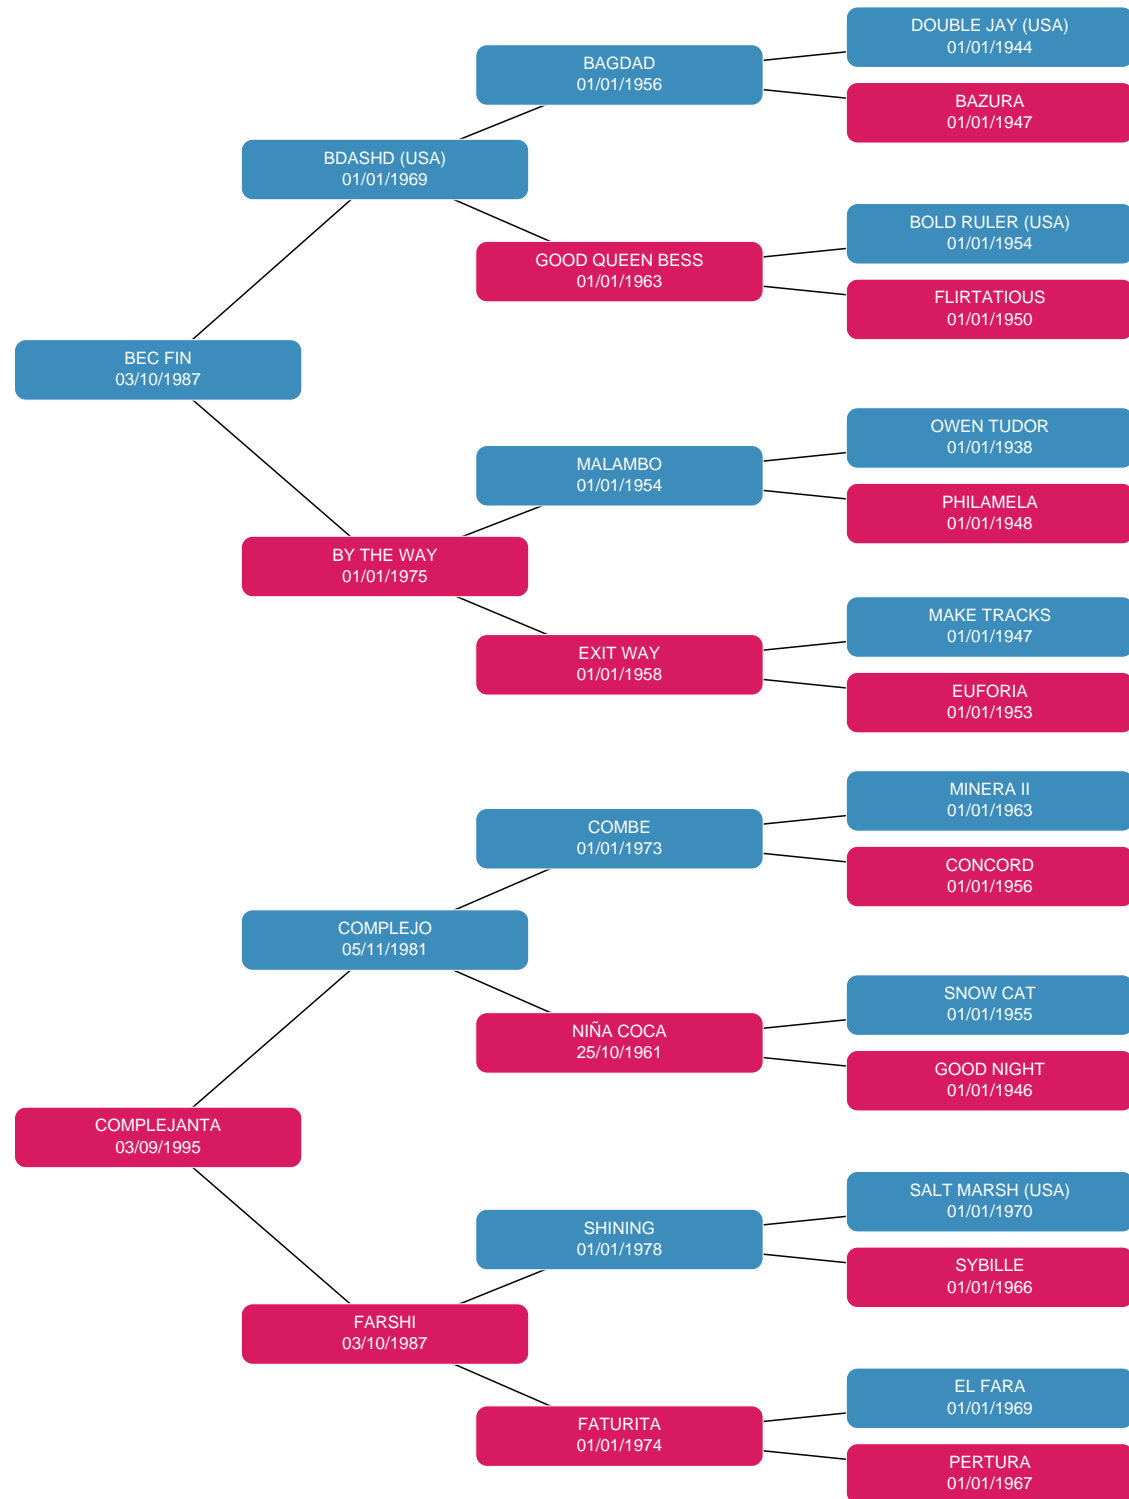 DOUBLE JAY (USA)
01/01/1944
BAGDAD
01/01/1956
BAZURA
01/01/1947
BDASHD (USA)
01/01/1969
BOLD RULER (USA)
01/01/1954
GOOD QUEEN BESS
01/01/1963
FLIRTATIOUS
01/01/1950
BEC FIN
03/10/1987
OWEN TUDOR
01/01/1938
MALAMBO
01/01/1954
PHILAMELA
01/01/1948
BY THE WAY
01/01/1975
MAKE TRACKS
01/01/1947
EXIT WAY
01/01/1958
EUFORIA
01/01/1953
MINERA II
01/01/1963
COMBE
01/01/1973
CONCORD
01/01/1956
COMPLEJO
05/11/1981
SNOW CAT
01/01/1955
NIÑA COCA
25/10/1961
GOOD NIGHT
01/01/1946
COMPLEJANTA
03/09/1995
SALT MARSH (USA)
01/01/1970
SHINING
01/01/1978
SYBILLE
01/01/1966
FARSHI
03/10/1987
EL FARA
01/01/1969
FATURITA
01/01/1974
PERTURA
01/01/1967